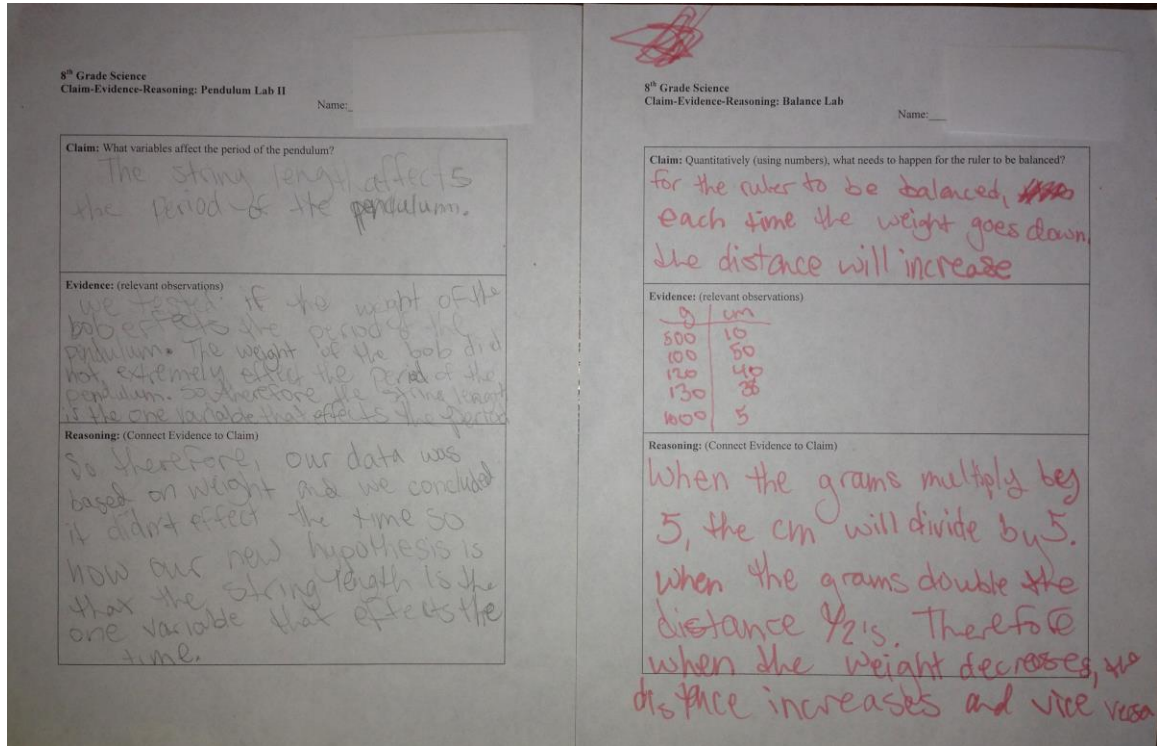 8th Grade Science
Claim-Evidence-Reasoning: Pendulum Lab II
Name:_
Claim: What variables affect the period of the pendulum?
The string length affects
the Period of the pendulumn.
Evidence: (relevant observations)
we tested if the weight of the
bob effects the period of the
pindulumn. The weight of the bob did
not extremely effect the period of the
pendulumn. So therefore the string length
is the one variable that effects the period
Reasoning: (Connect Evidence to Claim)
So therefore, our data was
based on weight and we concluded
it didn't effect the time so
now our new hypothesis is
that the string length is the
one variable that effects the
time.
8th Grade Science
Claim-Evidence-Reasoning: Balance Lab
Name:___
Claim: Quantitatively (using numbers), what needs to happen for the ruler to be balanced?
for the ruler to be balanced,
each time the weight goes down,
the distance will increase
Evidence: (relevant observations)
g cm
500 10
100 50
120 40
130 38
1000 5
Reasoning: (Connect Evidence to Claim)
When the grams multiply by
5, the cm will divide by 5.
when the grams double the
distance 1/2's. Therefore
when the weight decreases, the
distance increases and vice versa